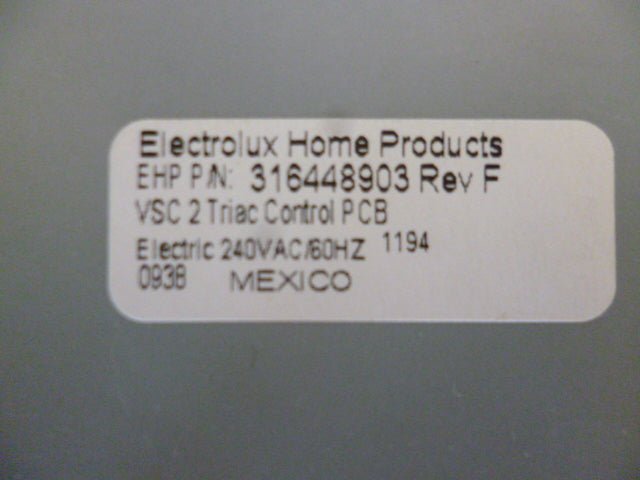 Electrolux Home Products
EHP P/N: 316448903 Rev F
VSC 2 Triac Control PCB
Electric 240VAC/60HZ 1194
0938 MEXICO